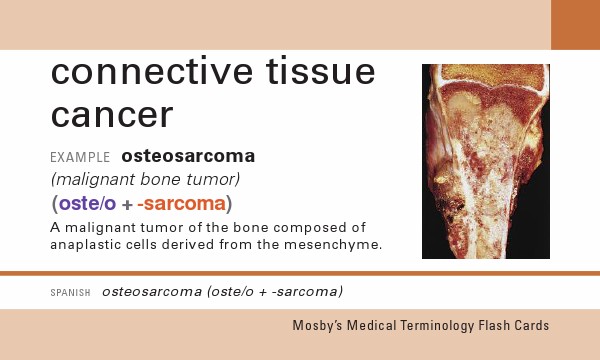 connective tissue
cancer
EXAMPLE osteosarcoma
(malignant bone tumor)
(oste/o + -sarcoma)
A malignant tumor of the bone composed of
anaplastic cells derived from the mesenchyme.
SPANISH osteosarcoma (oste/o + -sarcoma)
Mosby's Medical Terminology Flash Cards